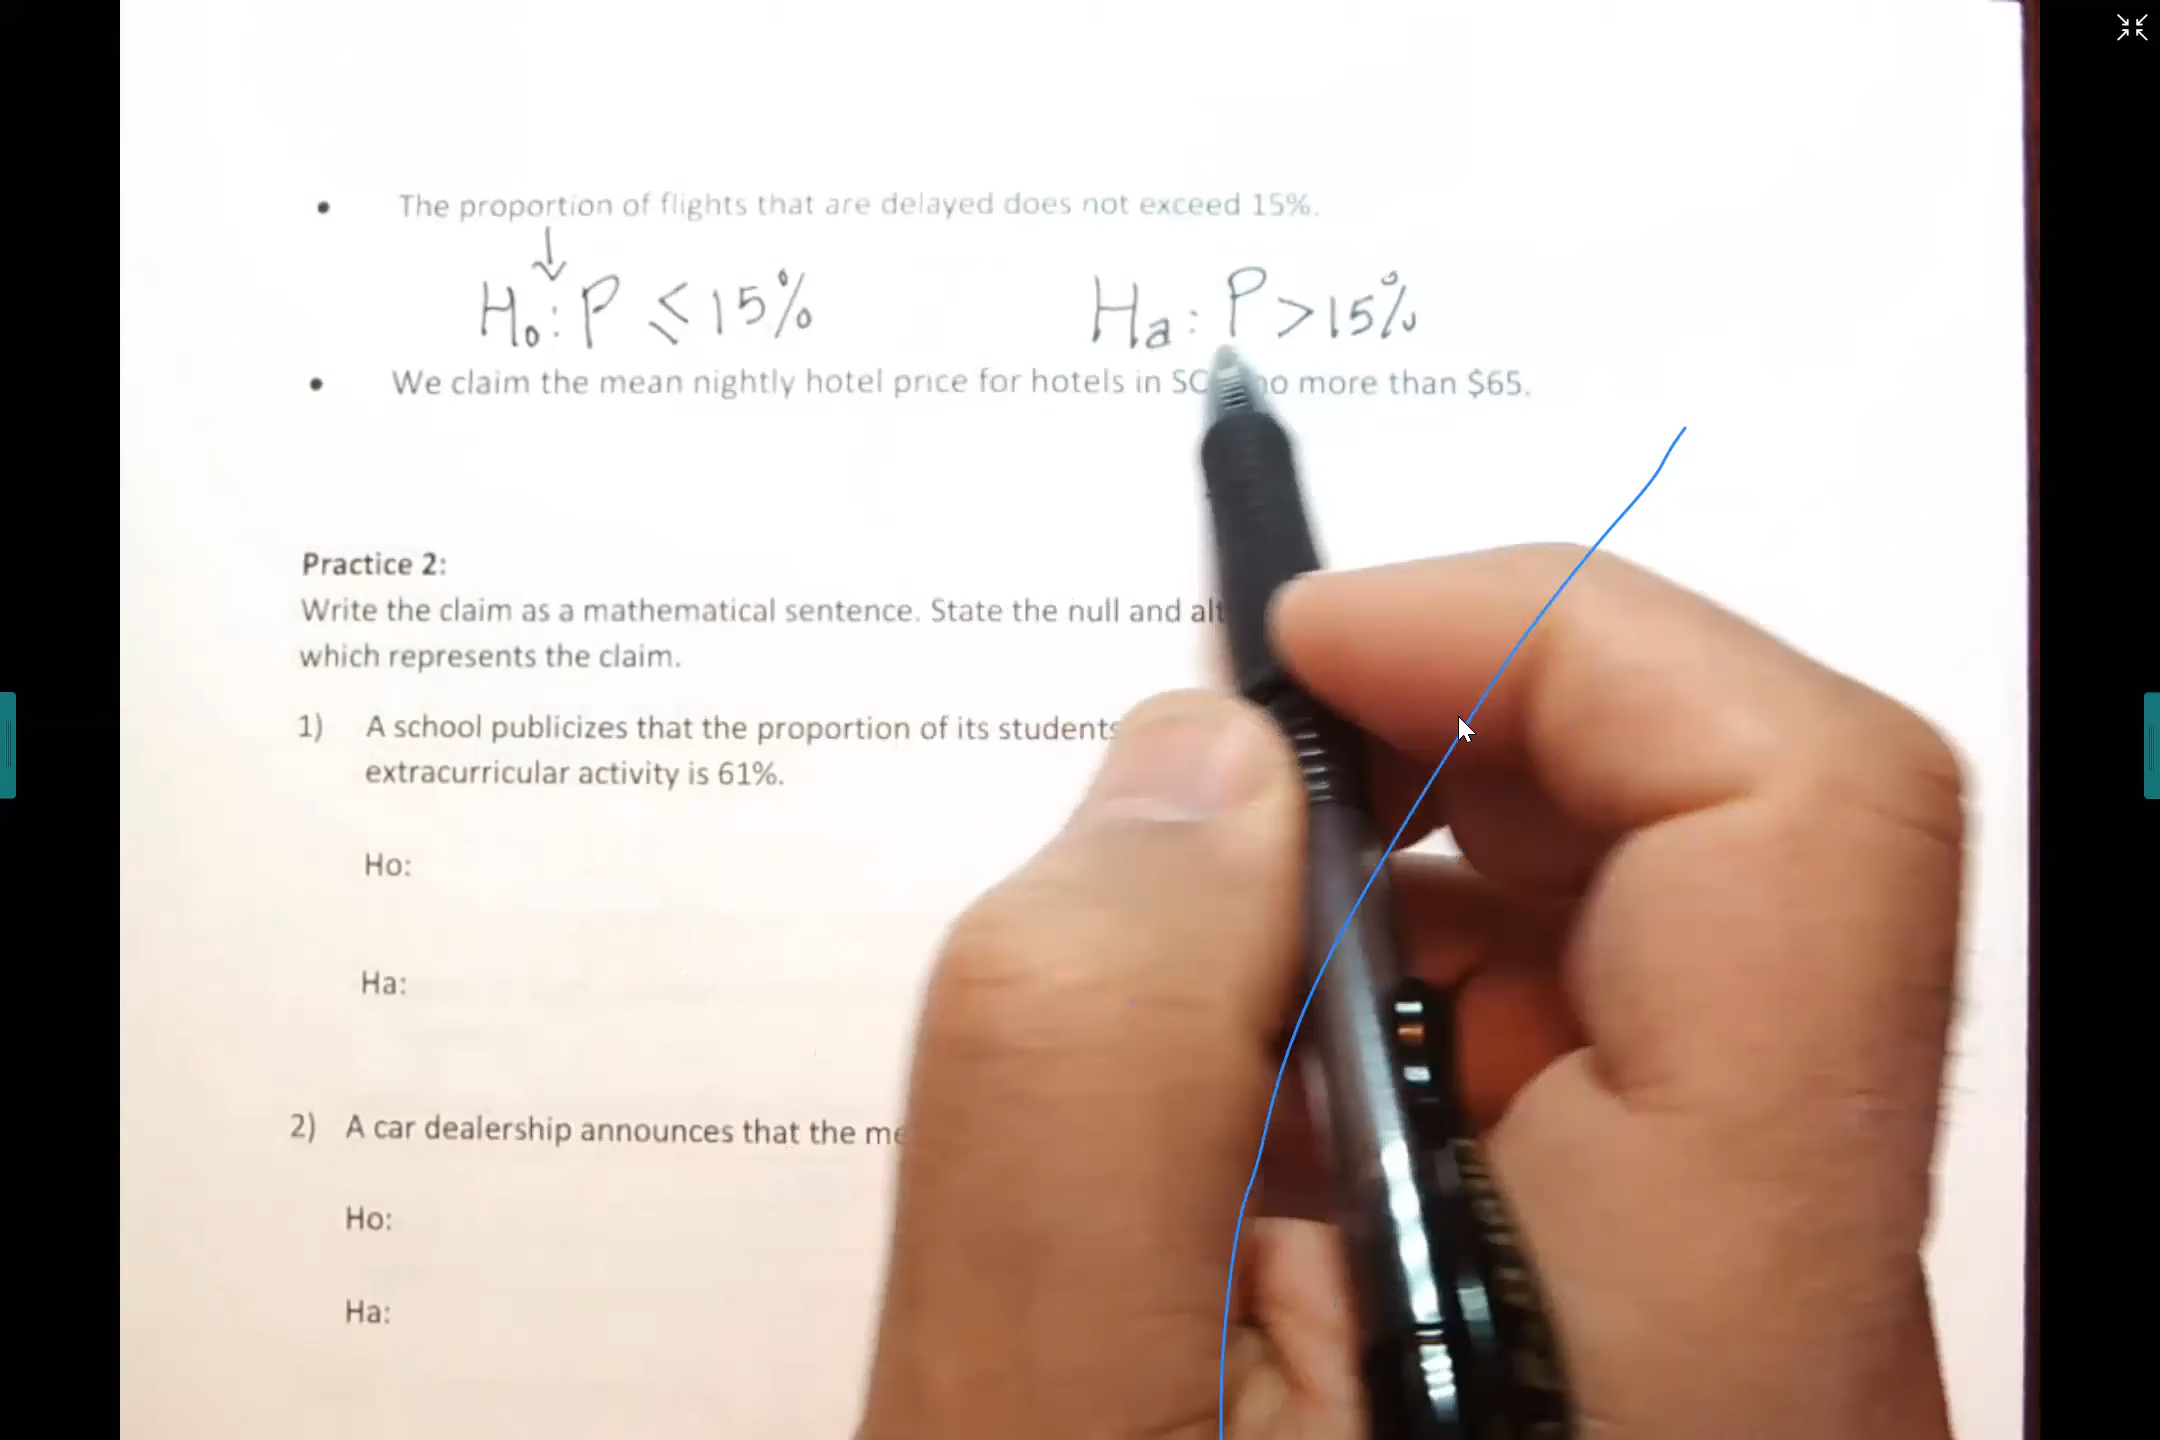 • The proportion of flights that are delayed does not exceed 15%.
H₀: P ≤ 15% Ha: P > 15%
• We claim the mean nightly hotel price for hotels in SC no more than $65.
Practice 2:
Write the claim as a mathematical sentence. State the null and
which represents the claim.
1) A school publicizes that the proportion of its students
extracurricular activity is 61%.
Ho:
Ha:
2) A car dealership announces that the
Ho:
Ha: